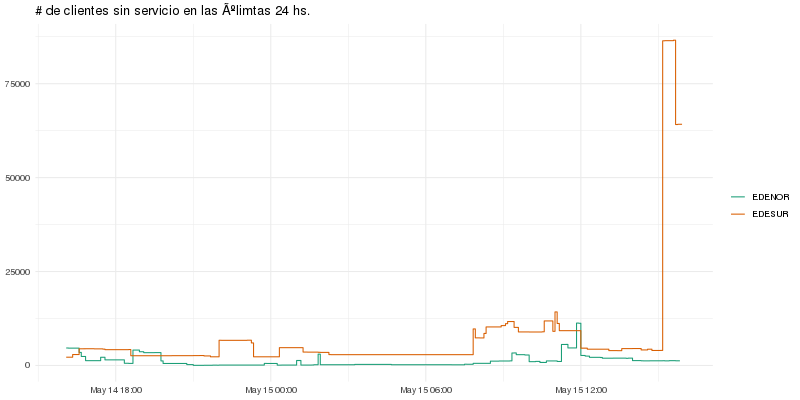 # de clientes sin servicio en las Ãºlimtas 24 hs.
75000
50000
25000
0
May 14 18:00
May 15 00:00
May 15 06:00
May 15 12:00
EDENOR
EDESUR